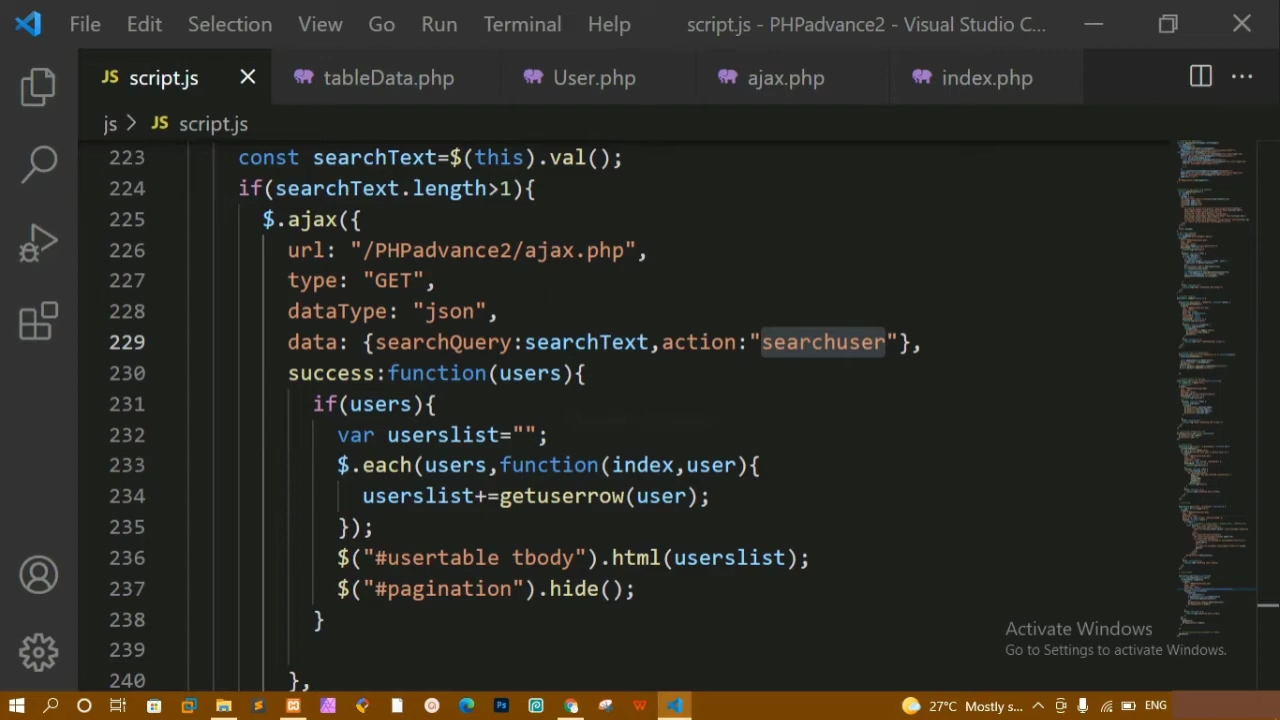 File Edit Selection View Go Run Terminal Help script.js - PHPadvance2 - Visual Studio C...
JS script.js tableData.php User.php ajax.php index.php
js > JS script.js
223 const searchText=$(this).val();
224 if(searchText.length>1){
225 $.ajax({
226 url: "/PHPadvance2/ajax.php",
227 type: "GET",
228 dataType: "json",
229 data: {searchQuery:searchText,action:"searchuser"},
230 success:function(users){
231 if(users){
232 var userslist="";
233 $.each(users,function(index,user){
234 userslist+=getuserrow(user);
235 });
236 $("#usertable tbody").html(userslist);
237 $("#pagination").hide();
238 }
239
240 },
Activate Windows
Go to Settings to activate Windows.
27°C Mostly s... ENG